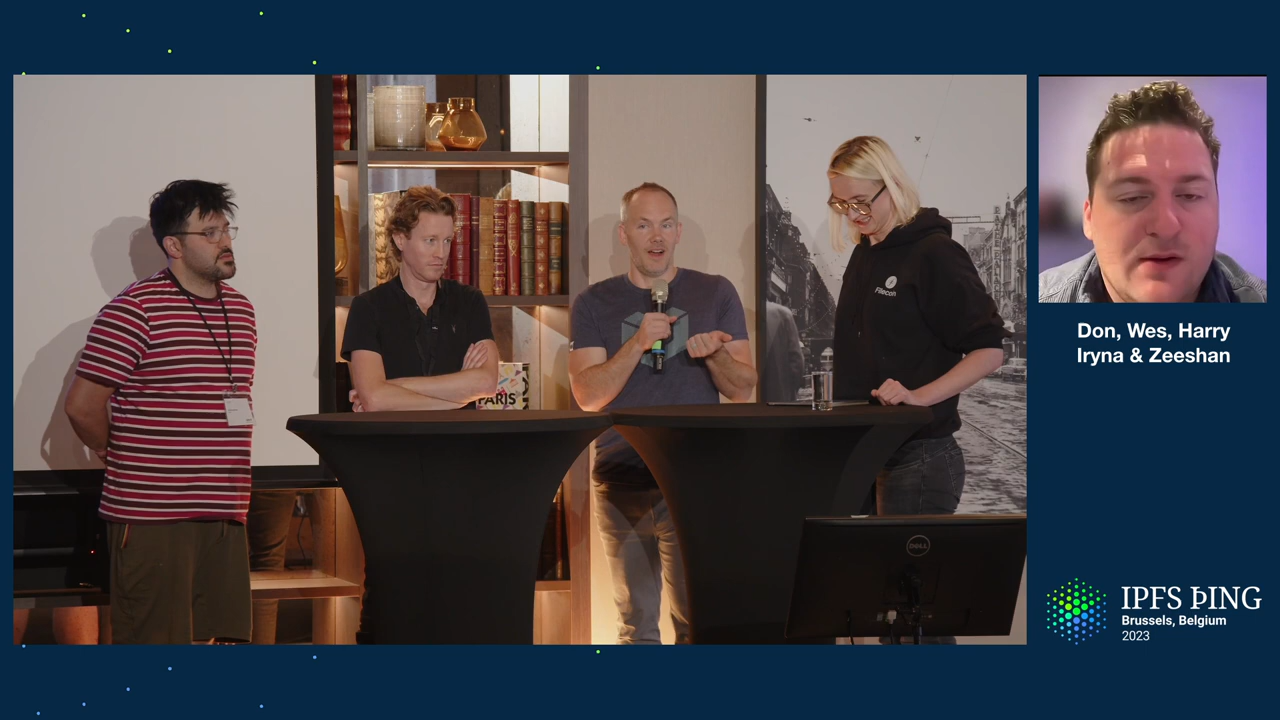 Filecoin
PARIS
DELL
Don, Wes, Harry
Iryna & Zeeshan
IPFS ÞING
Brussels, Belgium
2023